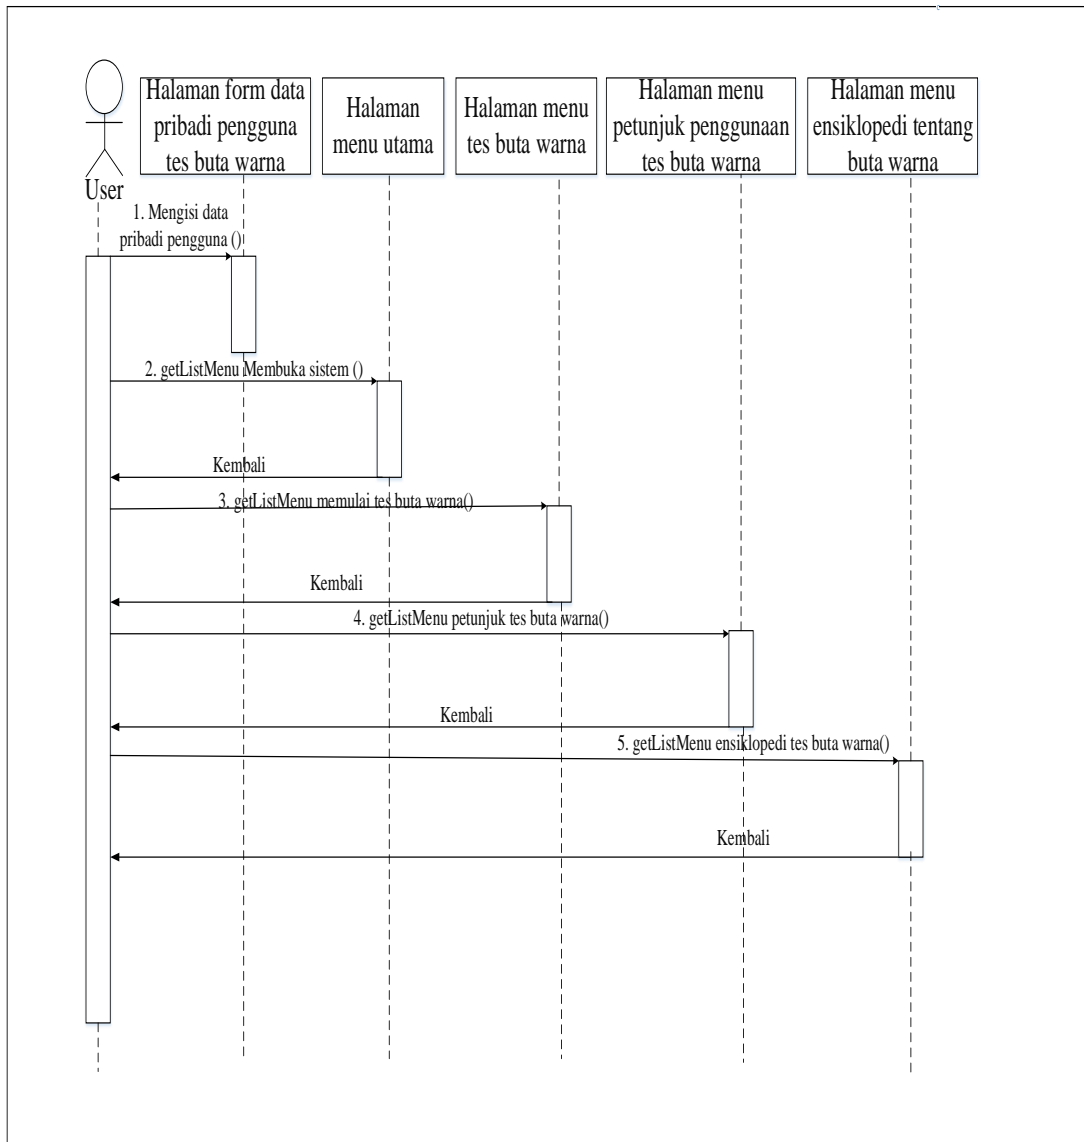 User
Halaman form data
pribadi pengguna
tes buta warna
Halaman
menu utama
Halaman menu
tes buta warna
Halaman menu
petunjuk penggunaan
tes buta warna
Halaman menu
ensiklopedi tentang
buta warna
1. Mengisi data
pribadi pengguna ()
2. getListMenu Membuka sistem ()
Kembali
3. getListMenu memulai tes buta warna()
Kembali
4. getListMenu petunjuk tes buta warna()
Kembali
5. getListMenu ensiklopedi tes buta warna()
Kembali